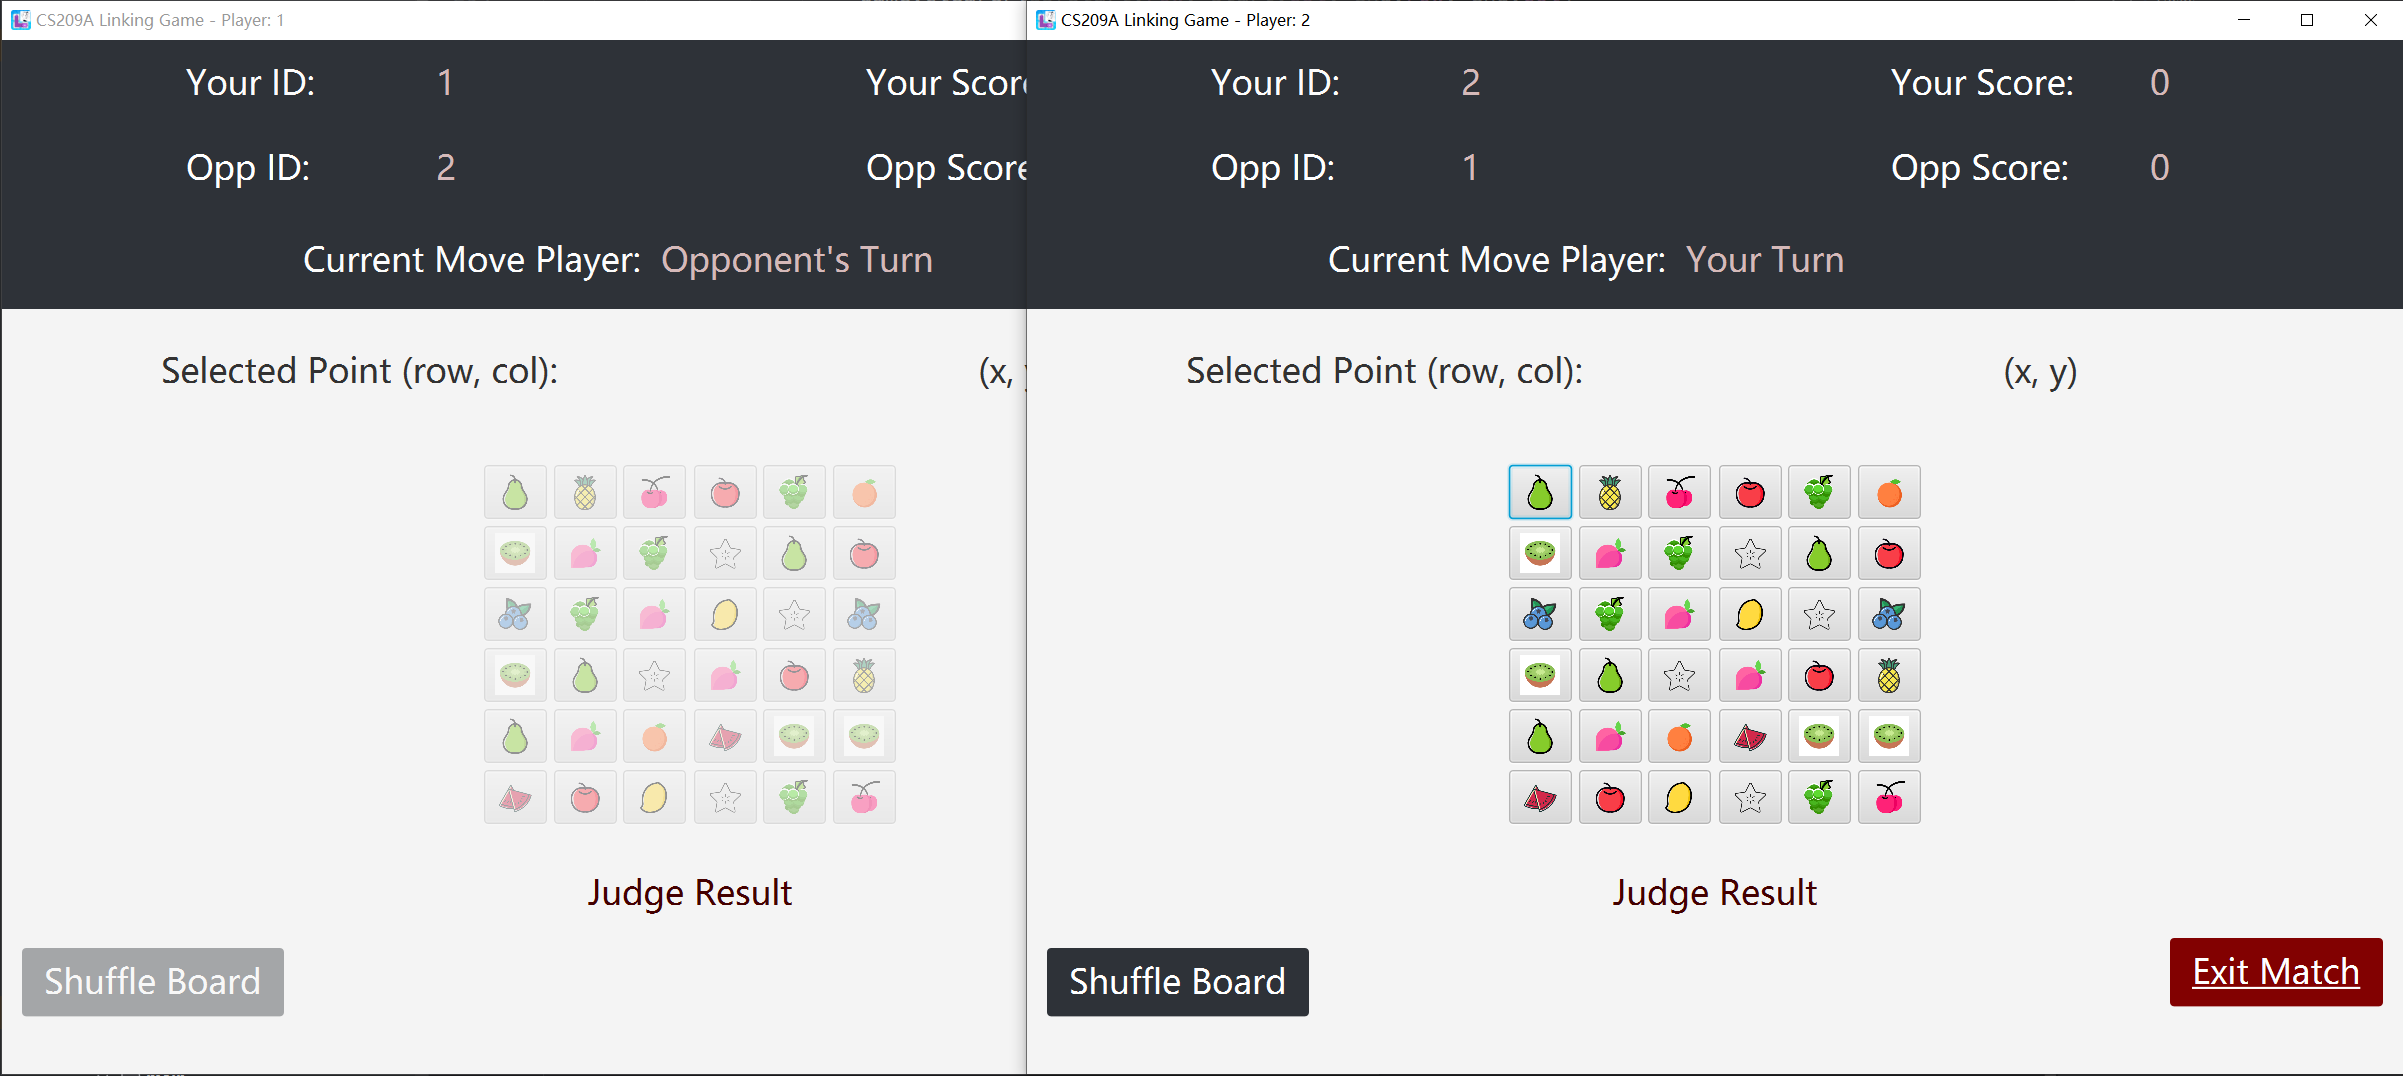 CS209A Linking Game - Player: 1
Your ID: 1 Your Score
Opp ID: 2 Opp Score
Current Move Player: Opponent's Turn
Selected Point (row, col): (x,
Judge Result
Shuffle Board
CS209A Linking Game - Player: 2
Your ID: 2 Your Score: 0
Opp ID: 1 Opp Score: 0
Current Move Player: Your Turn
Selected Point (row, col): (x, y)
Judge Result
Shuffle Board
Exit Match